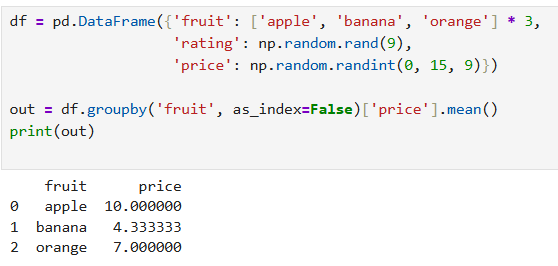 df = pd.DataFrame({'fruit': ['apple', 'banana', 'orange'] * 3,
                   'rating': np.random.rand(9),
                   'price': np.random.randint(0, 15, 9)})

out = df.groupby('fruit', as_index=False)['price'].mean()
print(out)

    fruit      price
0   apple  10.000000
1  banana   4.333333
2  orange   7.000000